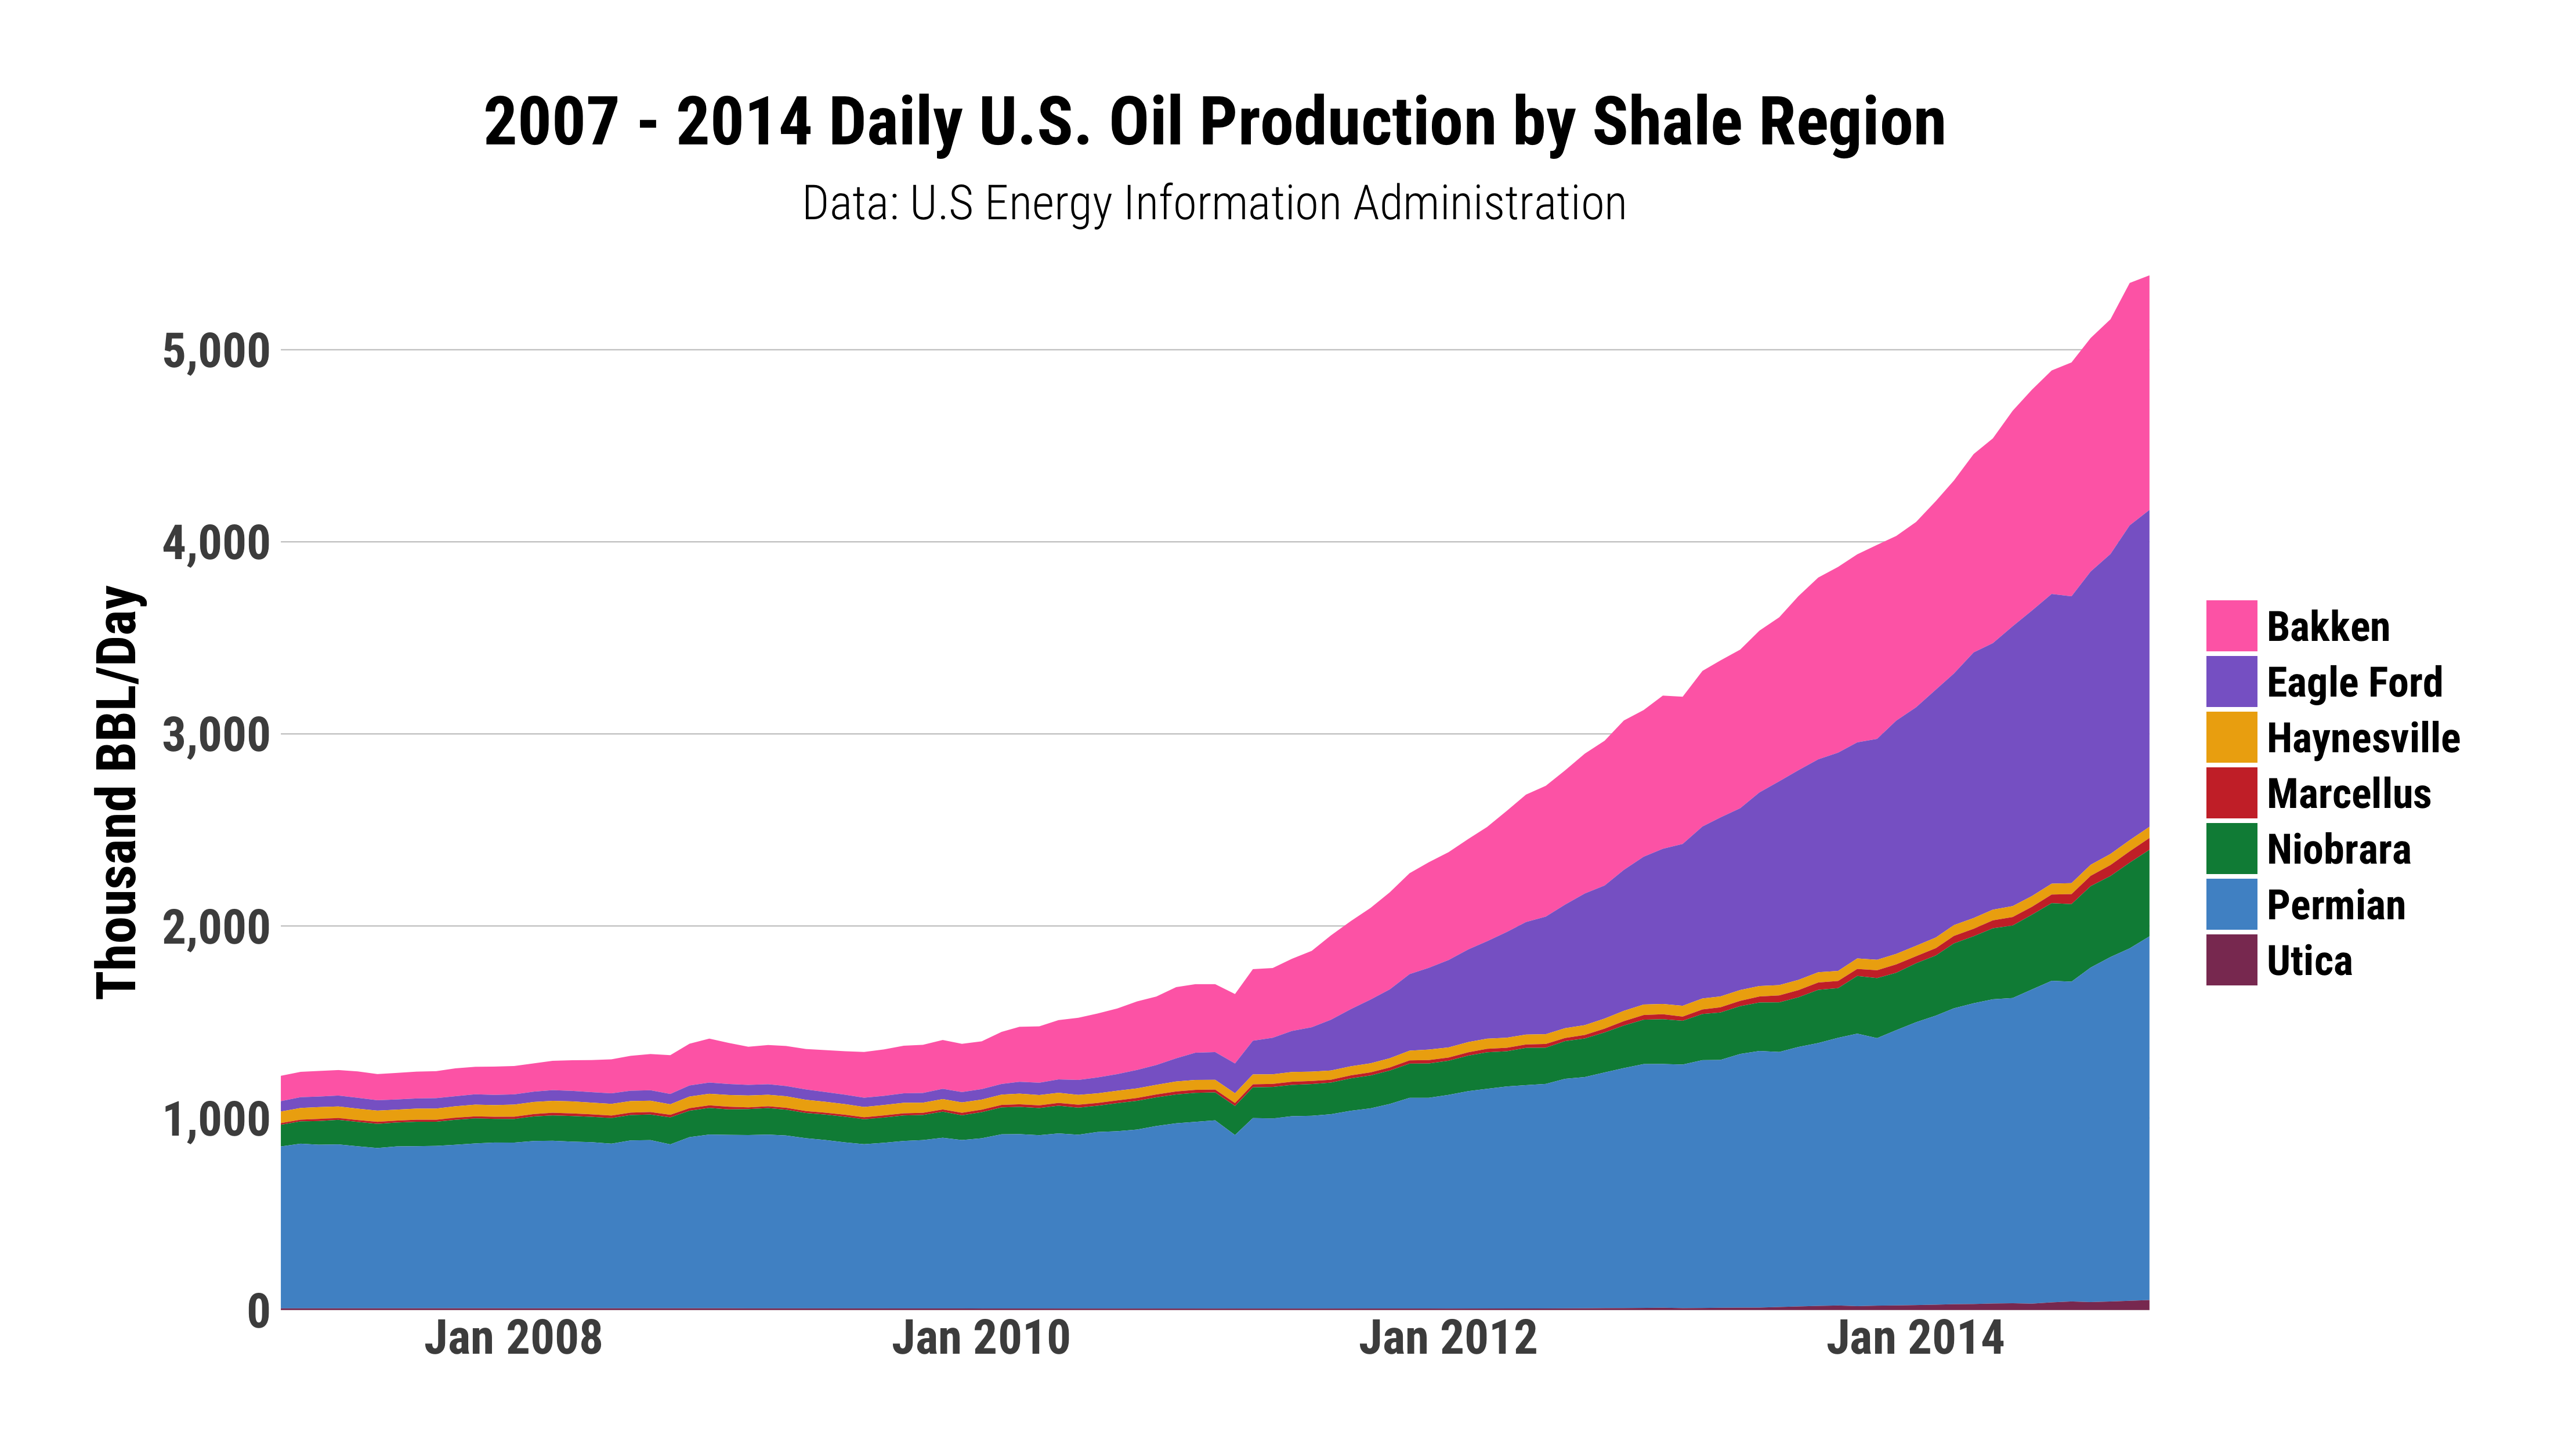 2007 - 2014 Daily U.S. Oil Production by Shale Region
Data: U.S Energy Information Administration
Thousand BBL/Day
5,000
4,000
3,000
2,000
1,000
0
Jan 2008
Jan 2010
Jan 2012
Jan 2014
Bakken
Eagle Ford
Haynesville
Marcellus
Niobrara
Permian
Utica